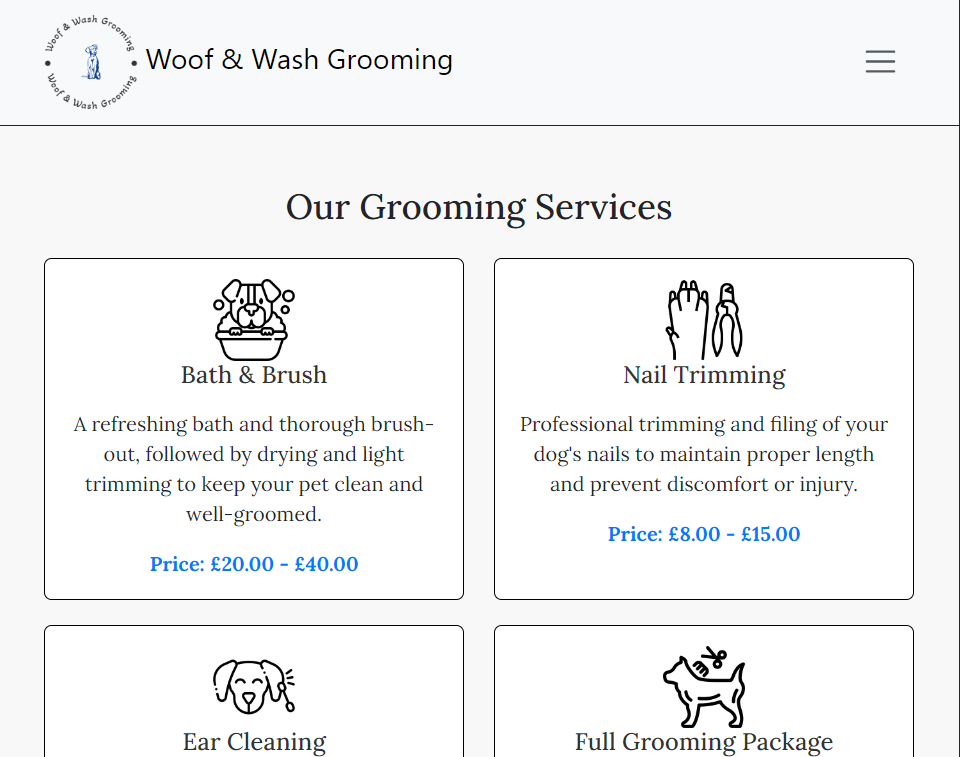 Woof & Wash Grooming
Woof & Wash Grooming
Woof & Wash Grooming
Our Grooming Services
Bath & Brush
A refreshing bath and thorough brush-
out, followed by drying and light
trimming to keep your pet clean and
well-groomed.
Price: £20.00 - £40.00
Nail Trimming
Professional trimming and filing of your
dog's nails to maintain proper length
and prevent discomfort or injury.
Price: £8.00 - £15.00
Ear Cleaning
Full Grooming Package